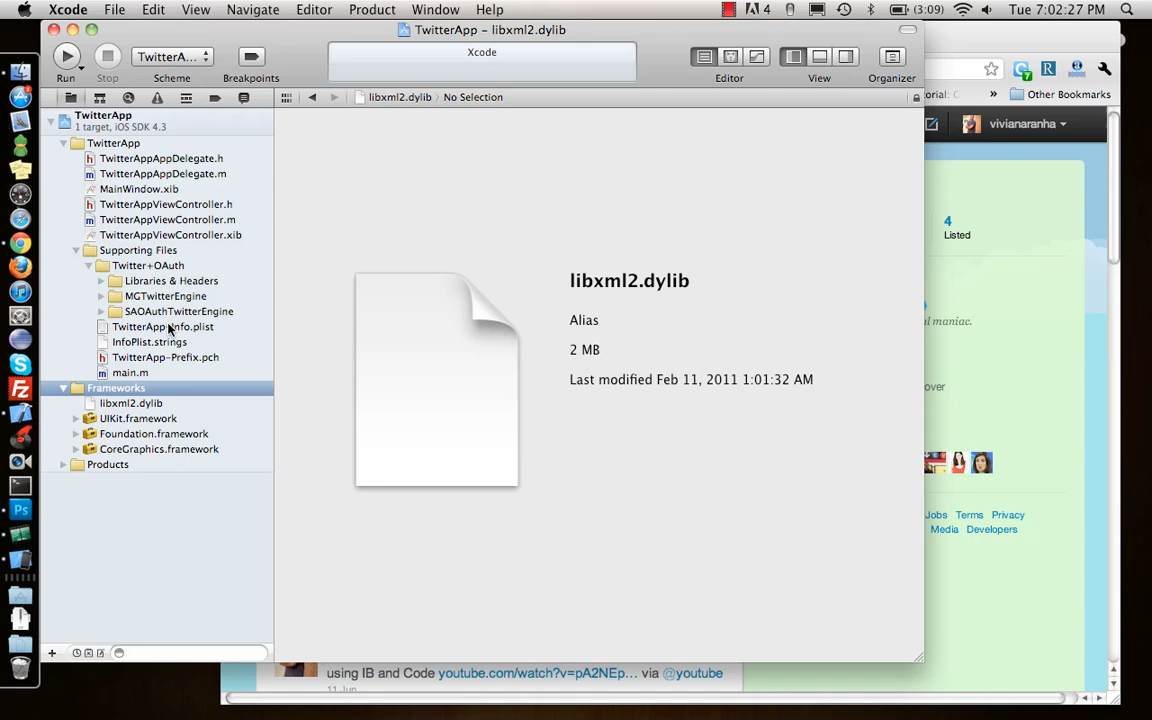 Xcode File Edit View Navigate Editor Product Window Help 4 (3:09) Tue 7:02:27 PM
TwitterApp – libxml2.dylib
TwitterA...
Xcode
Run Stop Scheme Breakpoints Editor View Organizer
libxml2.dylib No Selection
TwitterApp
1 target, iOS SDK 4.3
TwitterApp
TwitterAppAppDelegate.h
TwitterAppAppDelegate.m
MainWindow.xib
TwitterAppViewController.h
TwitterAppViewController.m
TwitterAppViewController.xib
Supporting Files
Twitter+OAuth
Libraries & Headers
MGTwitterEngine
SAOAuthTwitterEngine
TwitterApp-Info.plist
InfoPlist.strings
TwitterApp-Prefix.pch
main.m
Frameworks
libxml2.dylib
UIKit.framework
Foundation.framework
CoreGraphics.framework
Products
libxml2.dylib
Alias
2 MB
Last modified Feb 11, 2011 1:01:32 AM
orial: » Other Bookmarks
vivianaranha
4
Listed
l maniac.
over
Jobs Terms Privacy
Media Developers
using IB and Code youtube.com/watch?v=pA2NEp... via @youtube
11 Jun